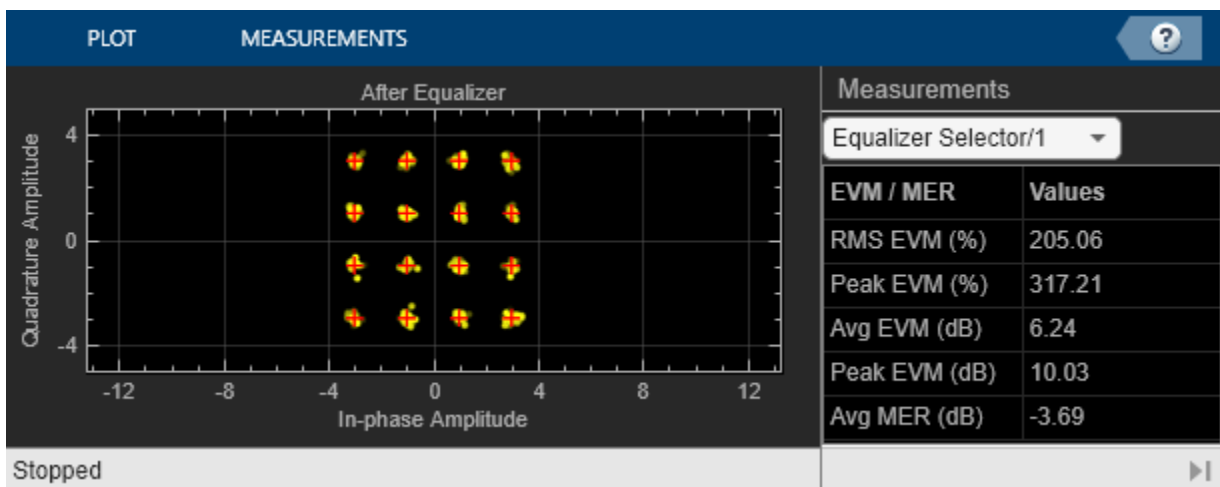 PLOT MEASUREMENTS ?
After Equalizer
Quadrature Amplitude
4
0
-4
-12 -8 -4 0 4 8 12
In-phase Amplitude
Measurements
Equalizer Selector/1
EVM / MER Values
RMS EVM (%) 205.06
Peak EVM (%) 317.21
Avg EVM (dB) 6.24
Peak EVM (dB) 10.03
Avg MER (dB) -3.69
Stopped